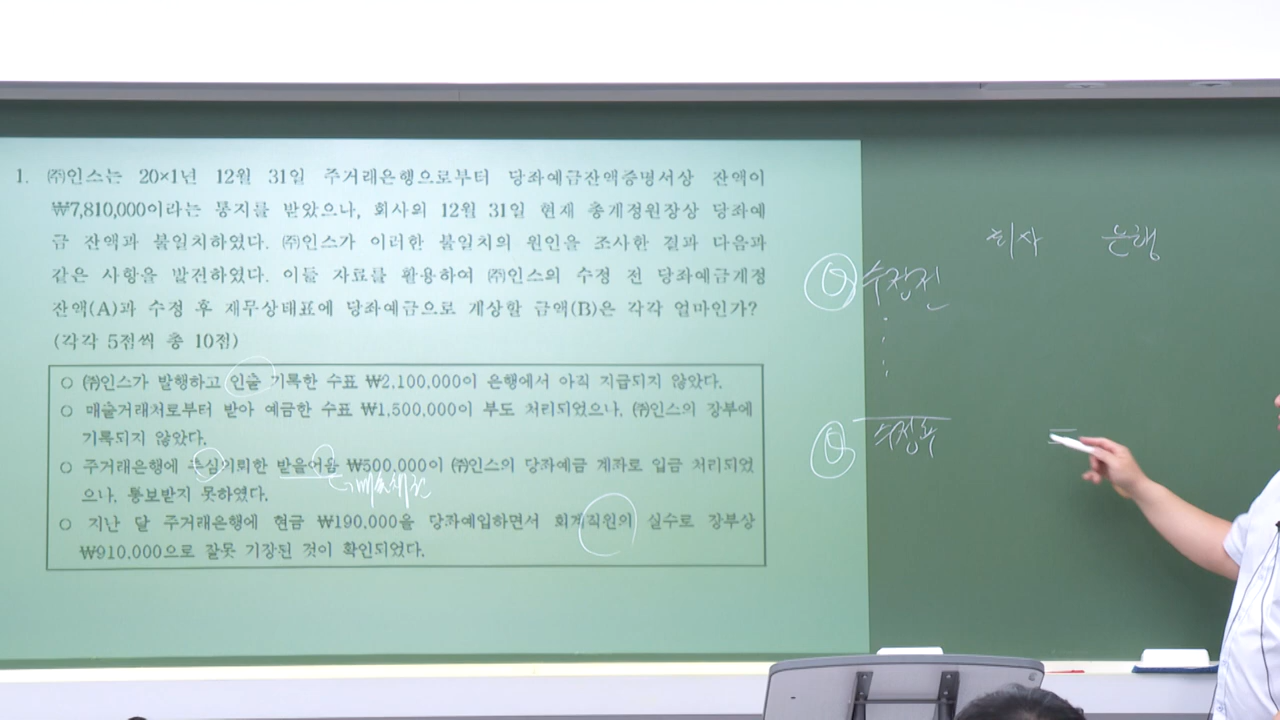 1. ㈜인스는 20×1년 12월 31일 주거래은행으로부터 당좌예금잔액증명서상 잔액이
₩7,810,000이라는 통지를 받았으나, 회사의 12월 31일 현재 총계정원장상 당좌예
금 잔액과 불일치하였다. ㈜인스가 이러한 불일치의 원인을 조사한 결과 다음과
같은 사항을 발견하였다. 이들 자료를 활용하여 ㈜인스의 수정 전 당좌예금계정
잔액(A)과 수정 후 재무상태표에 당좌예금으로 계상할 금액(B)은 각각 얼마인가?
(각각 5점씩 총 10점)
○ ㈜인스가 발행하고 인출 기록한 수표 ₩2,100,000이 은행에서 아직 지급되지 않았다.
○ 매출거래처로부터 받아 예금한 수표 ₩1,500,000이 부도 처리되었으나, ㈜인스의 장부에
기록되지 않았다.
○ 주거래은행에 추심의뢰한 받을어음 ₩500,000이 ㈜인스의 당좌예금 계좌로 입금 처리되었
으나, 통보받지 못하였다.
매출채권
○ 지난 달 주거래은행에 현금 ₩190,000을 당좌예입하면서 회계직원의 실수로 장부상
₩910,000으로 잘못 기장된 것이 확인되었다.
회사 은행
수정전
수정후